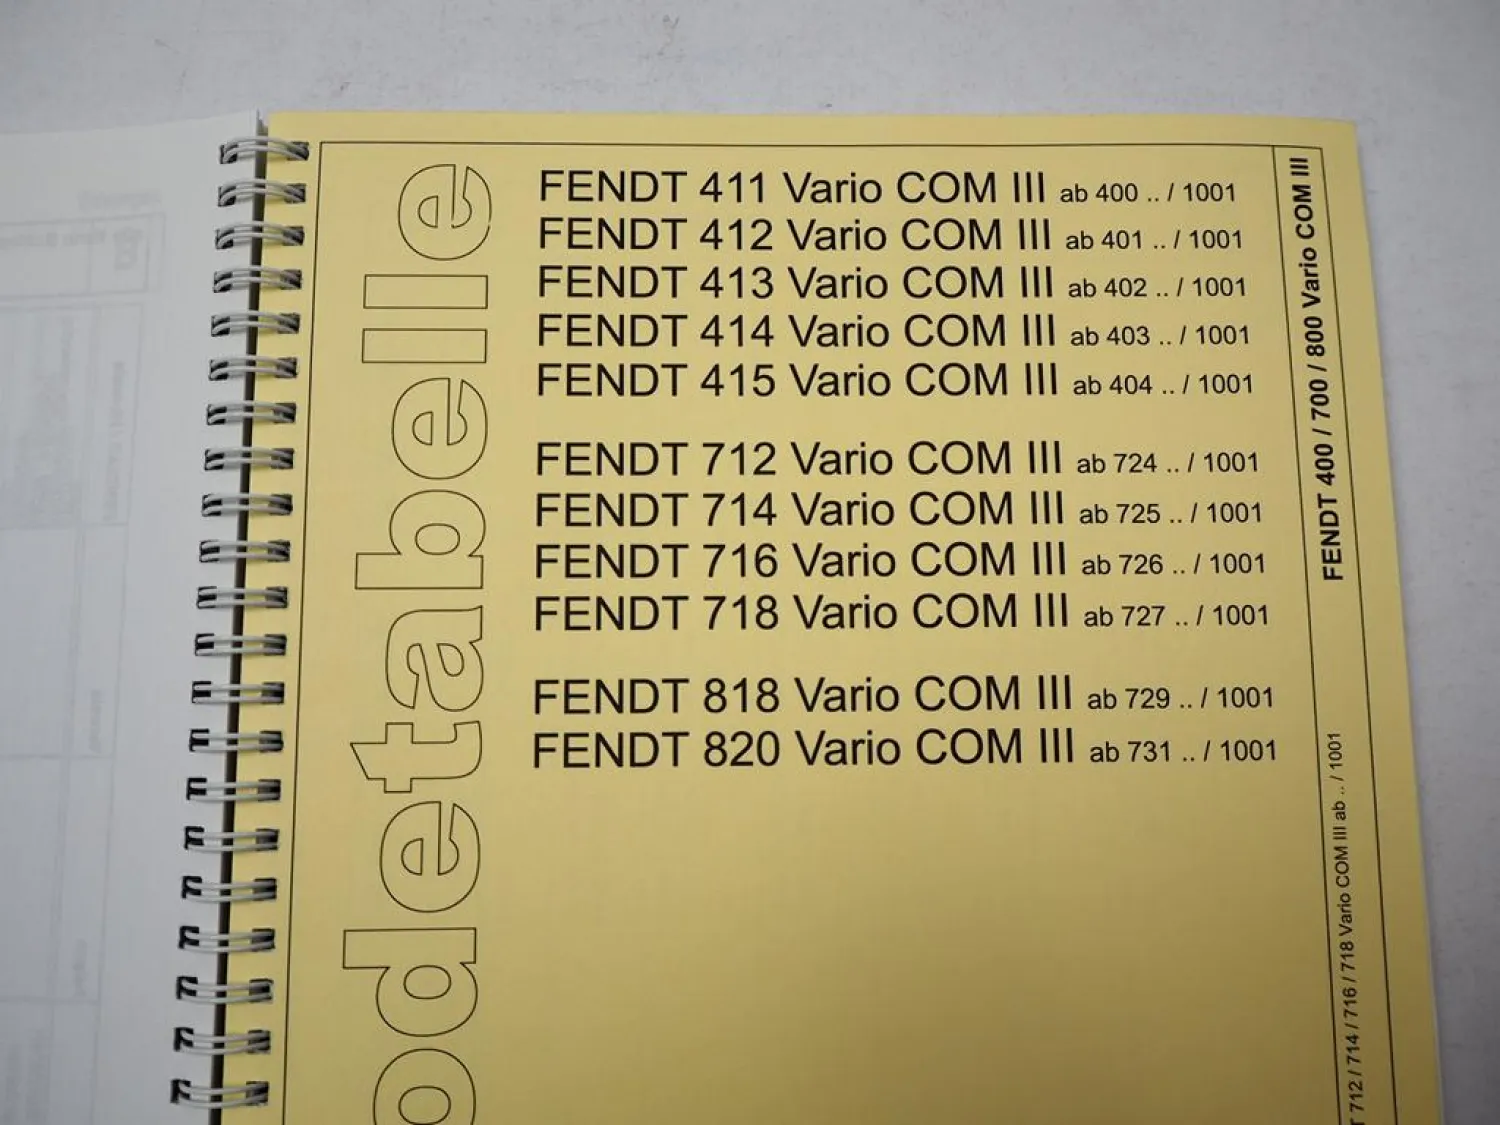 odetabelle
FENDT 411 Vario COM III ab 400 .. / 1001
FENDT 412 Vario COM III ab 401 .. / 1001
FENDT 413 Vario COM III ab 402 .. / 1001
FENDT 414 Vario COM III ab 403 .. / 1001
FENDT 415 Vario COM III ab 404 .. / 1001
FENDT 712 Vario COM III ab 724 .. / 1001
FENDT 714 Vario COM III ab 725 .. / 1001
FENDT 716 Vario COM III ab 726 .. / 1001
FENDT 718 Vario COM III ab 727 .. / 1001
FENDT 818 Vario COM III ab 729 .. / 1001
FENDT 820 Vario COM III ab 731 .. / 1001
FENDT 400 / 700 / 800 Vario COM III
T 712 / 714 / 716 / 718 Vario COM III ab .. / 1001